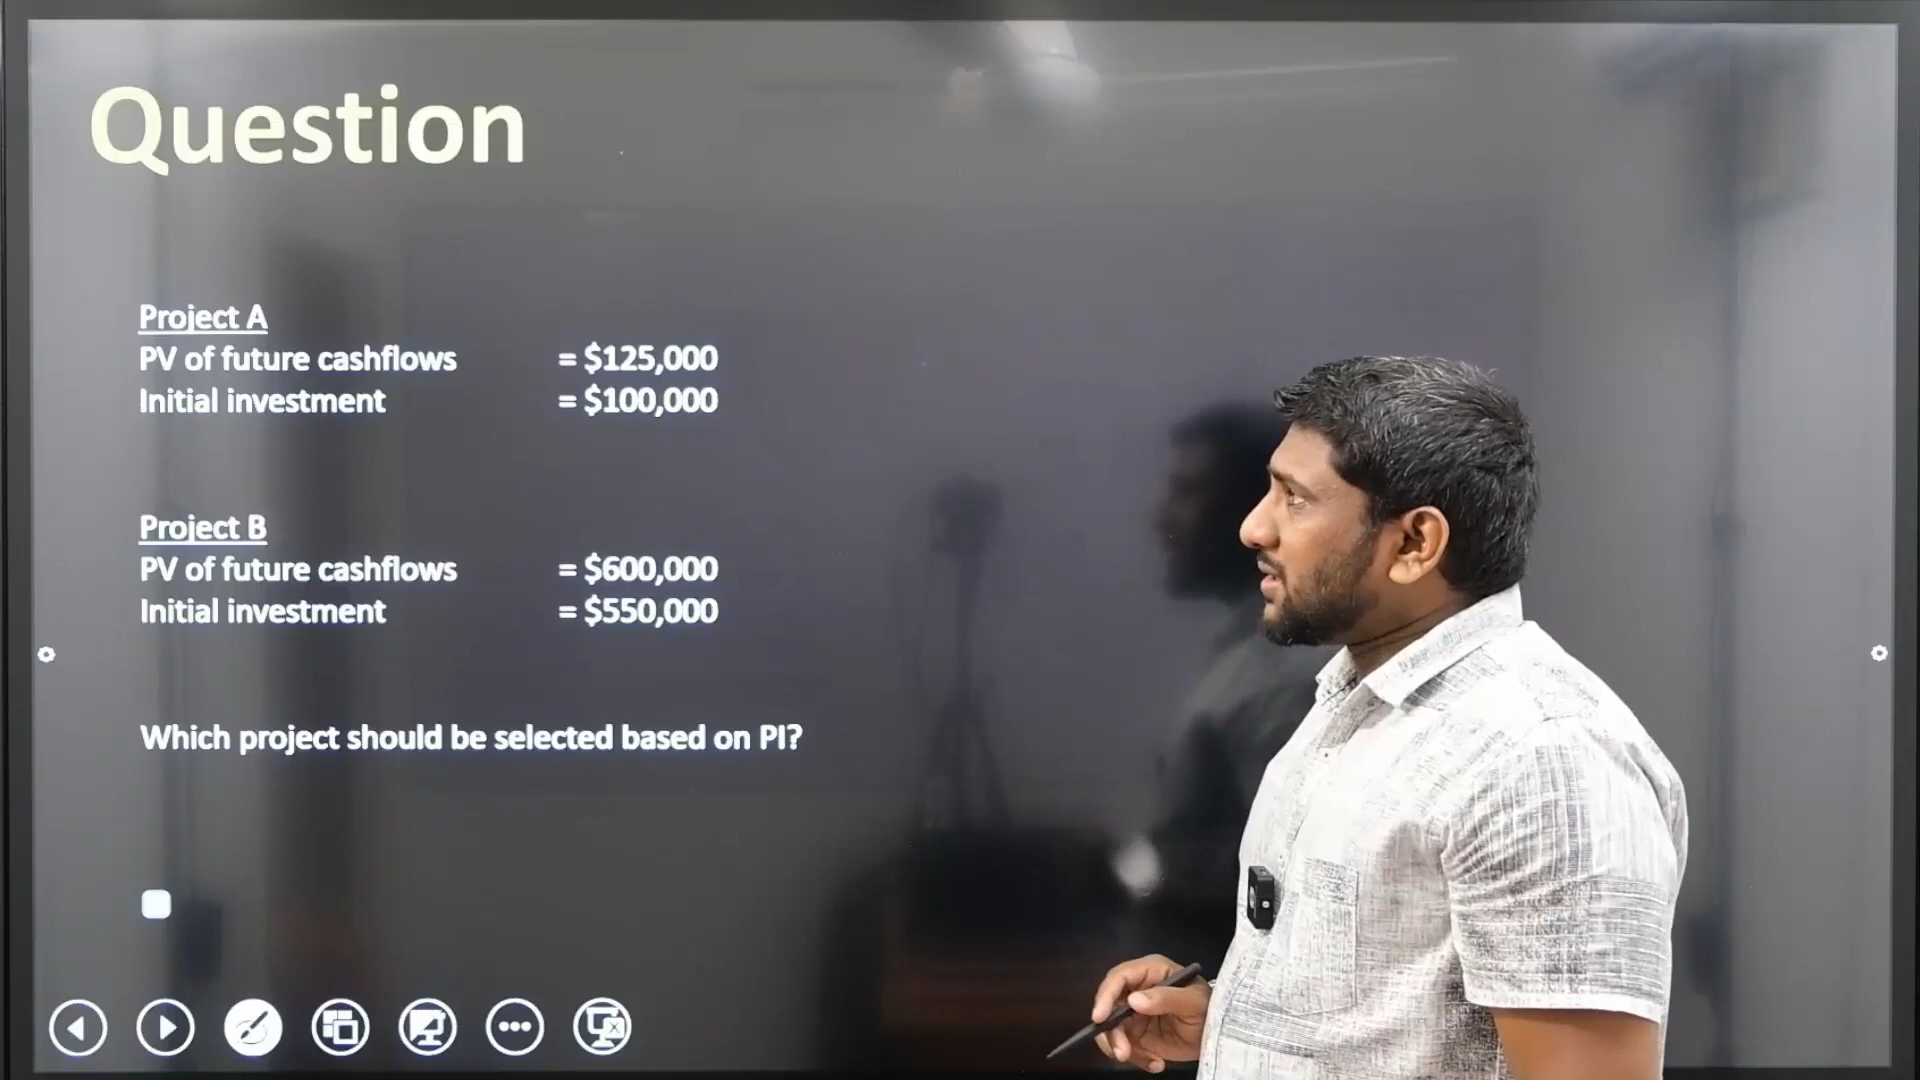 Question
Project A
PV of future cashflows = $125,000
Initial investment = $100,000
Project B
PV of future cashflows = $600,000
Initial investment = $550,000
Which project should be selected based on PI?